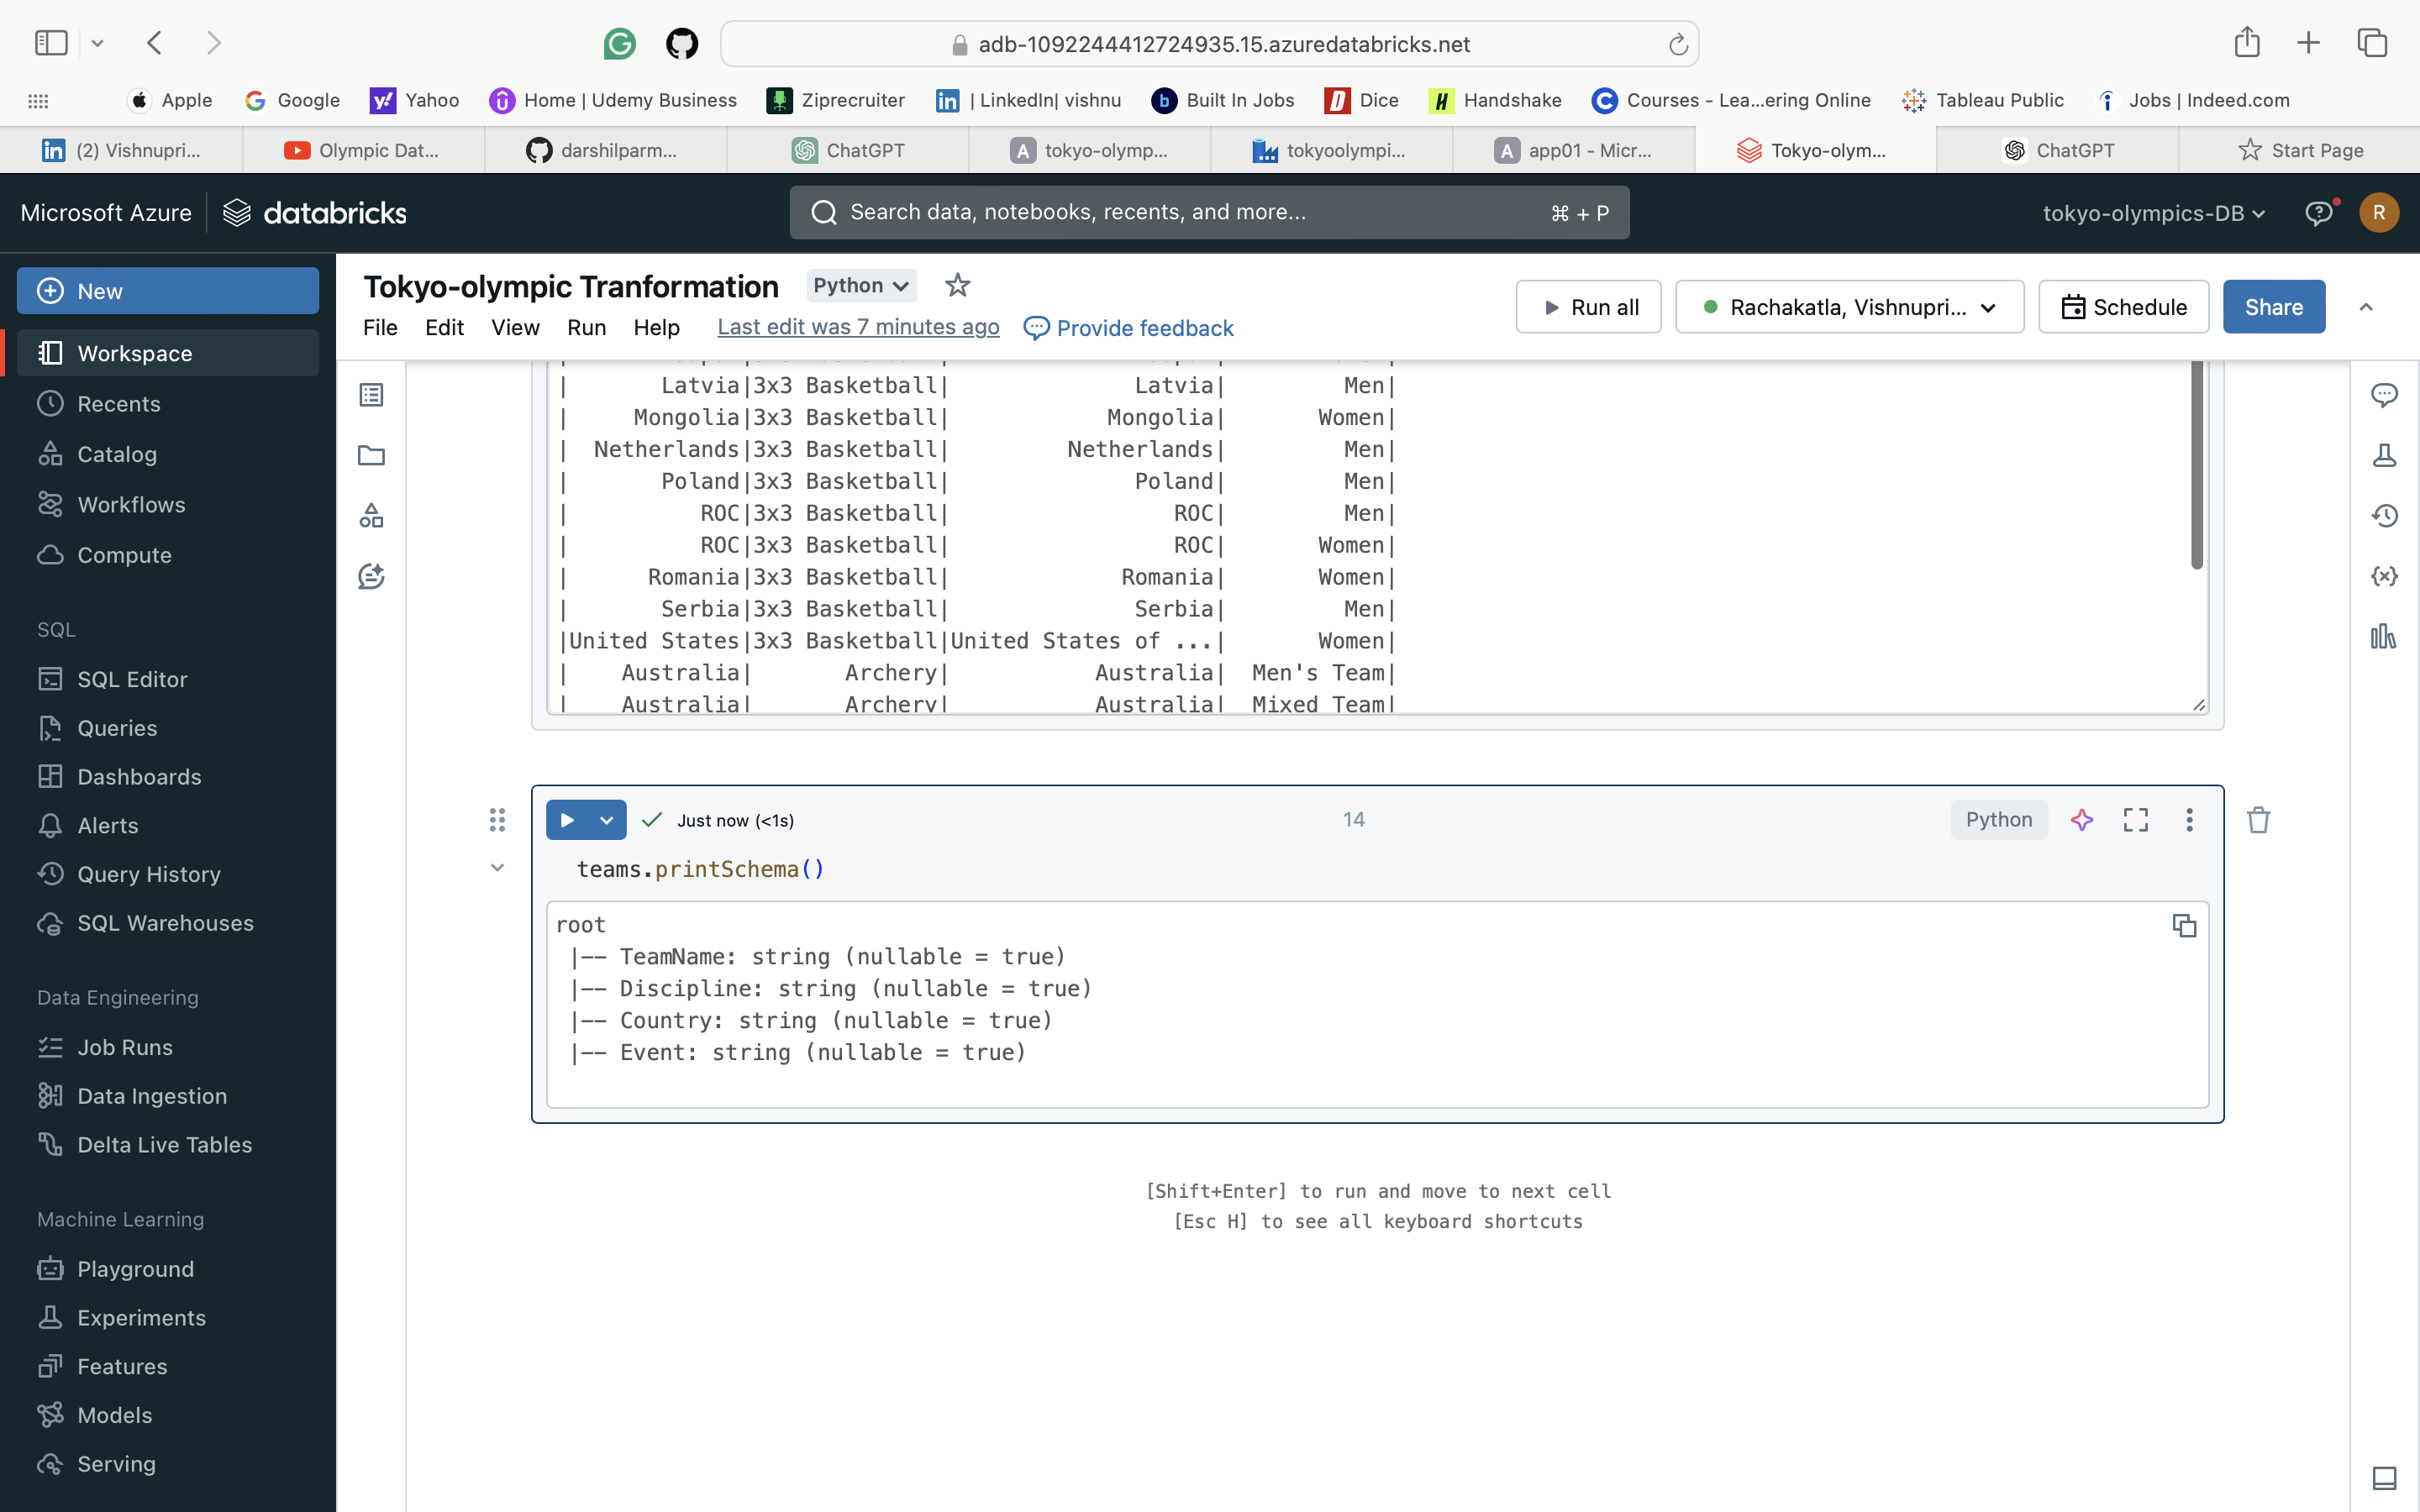 adb-1092244412724935.15.azuredatabricks.net
Apple Google Yahoo Home | Udemy Business Ziprecruiter | LinkedIn| vishnu Built In Jobs Dice Handshake Courses - Lea...ering Online Tableau Public Jobs | Indeed.com
(2) Vishnupri... Olympic Dat... darshilparm... ChatGPT tokyo-olymp... tokyoolympi... app01 - Micr... Tokyo-olym... ChatGPT Start Page
Microsoft Azure databricks Search data, notebooks, recents, and more... ⌘ + P tokyo-olympics-DB R
New
Workspace
Recents
Catalog
Workflows
Compute
SQL
SQL Editor
Queries
Dashboards
Alerts
Query History
SQL Warehouses
Data Engineering
Job Runs
Data Ingestion
Delta Live Tables
Machine Learning
Playground
Experiments
Features
Models
Serving
Tokyo-olympic Tranformation Python
File Edit View Run Help Last edit was 7 minutes ago Provide feedback
Run all Rachakatla, Vishnupri... Schedule Share
| Latvia|3x3 Basketball| Latvia| Men|
| Mongolia|3x3 Basketball| Mongolia| Women|
| Netherlands|3x3 Basketball| Netherlands| Men|
| Poland|3x3 Basketball| Poland| Men|
| ROC|3x3 Basketball| ROC| Men|
| ROC|3x3 Basketball| ROC| Women|
| Romania|3x3 Basketball| Romania| Women|
| Serbia|3x3 Basketball| Serbia| Men|
|United States|3x3 Basketball|United States of ...| Women|
| Australia| Archery| Australia| Men's Team|
| Australia| Archery| Australia| Mixed Team|
Just now (<1s) 14 Python
teams.printSchema()
root
|-- TeamName: string (nullable = true)
|-- Discipline: string (nullable = true)
|-- Country: string (nullable = true)
|-- Event: string (nullable = true)
[Shift+Enter] to run and move to next cell
[Esc H] to see all keyboard shortcuts